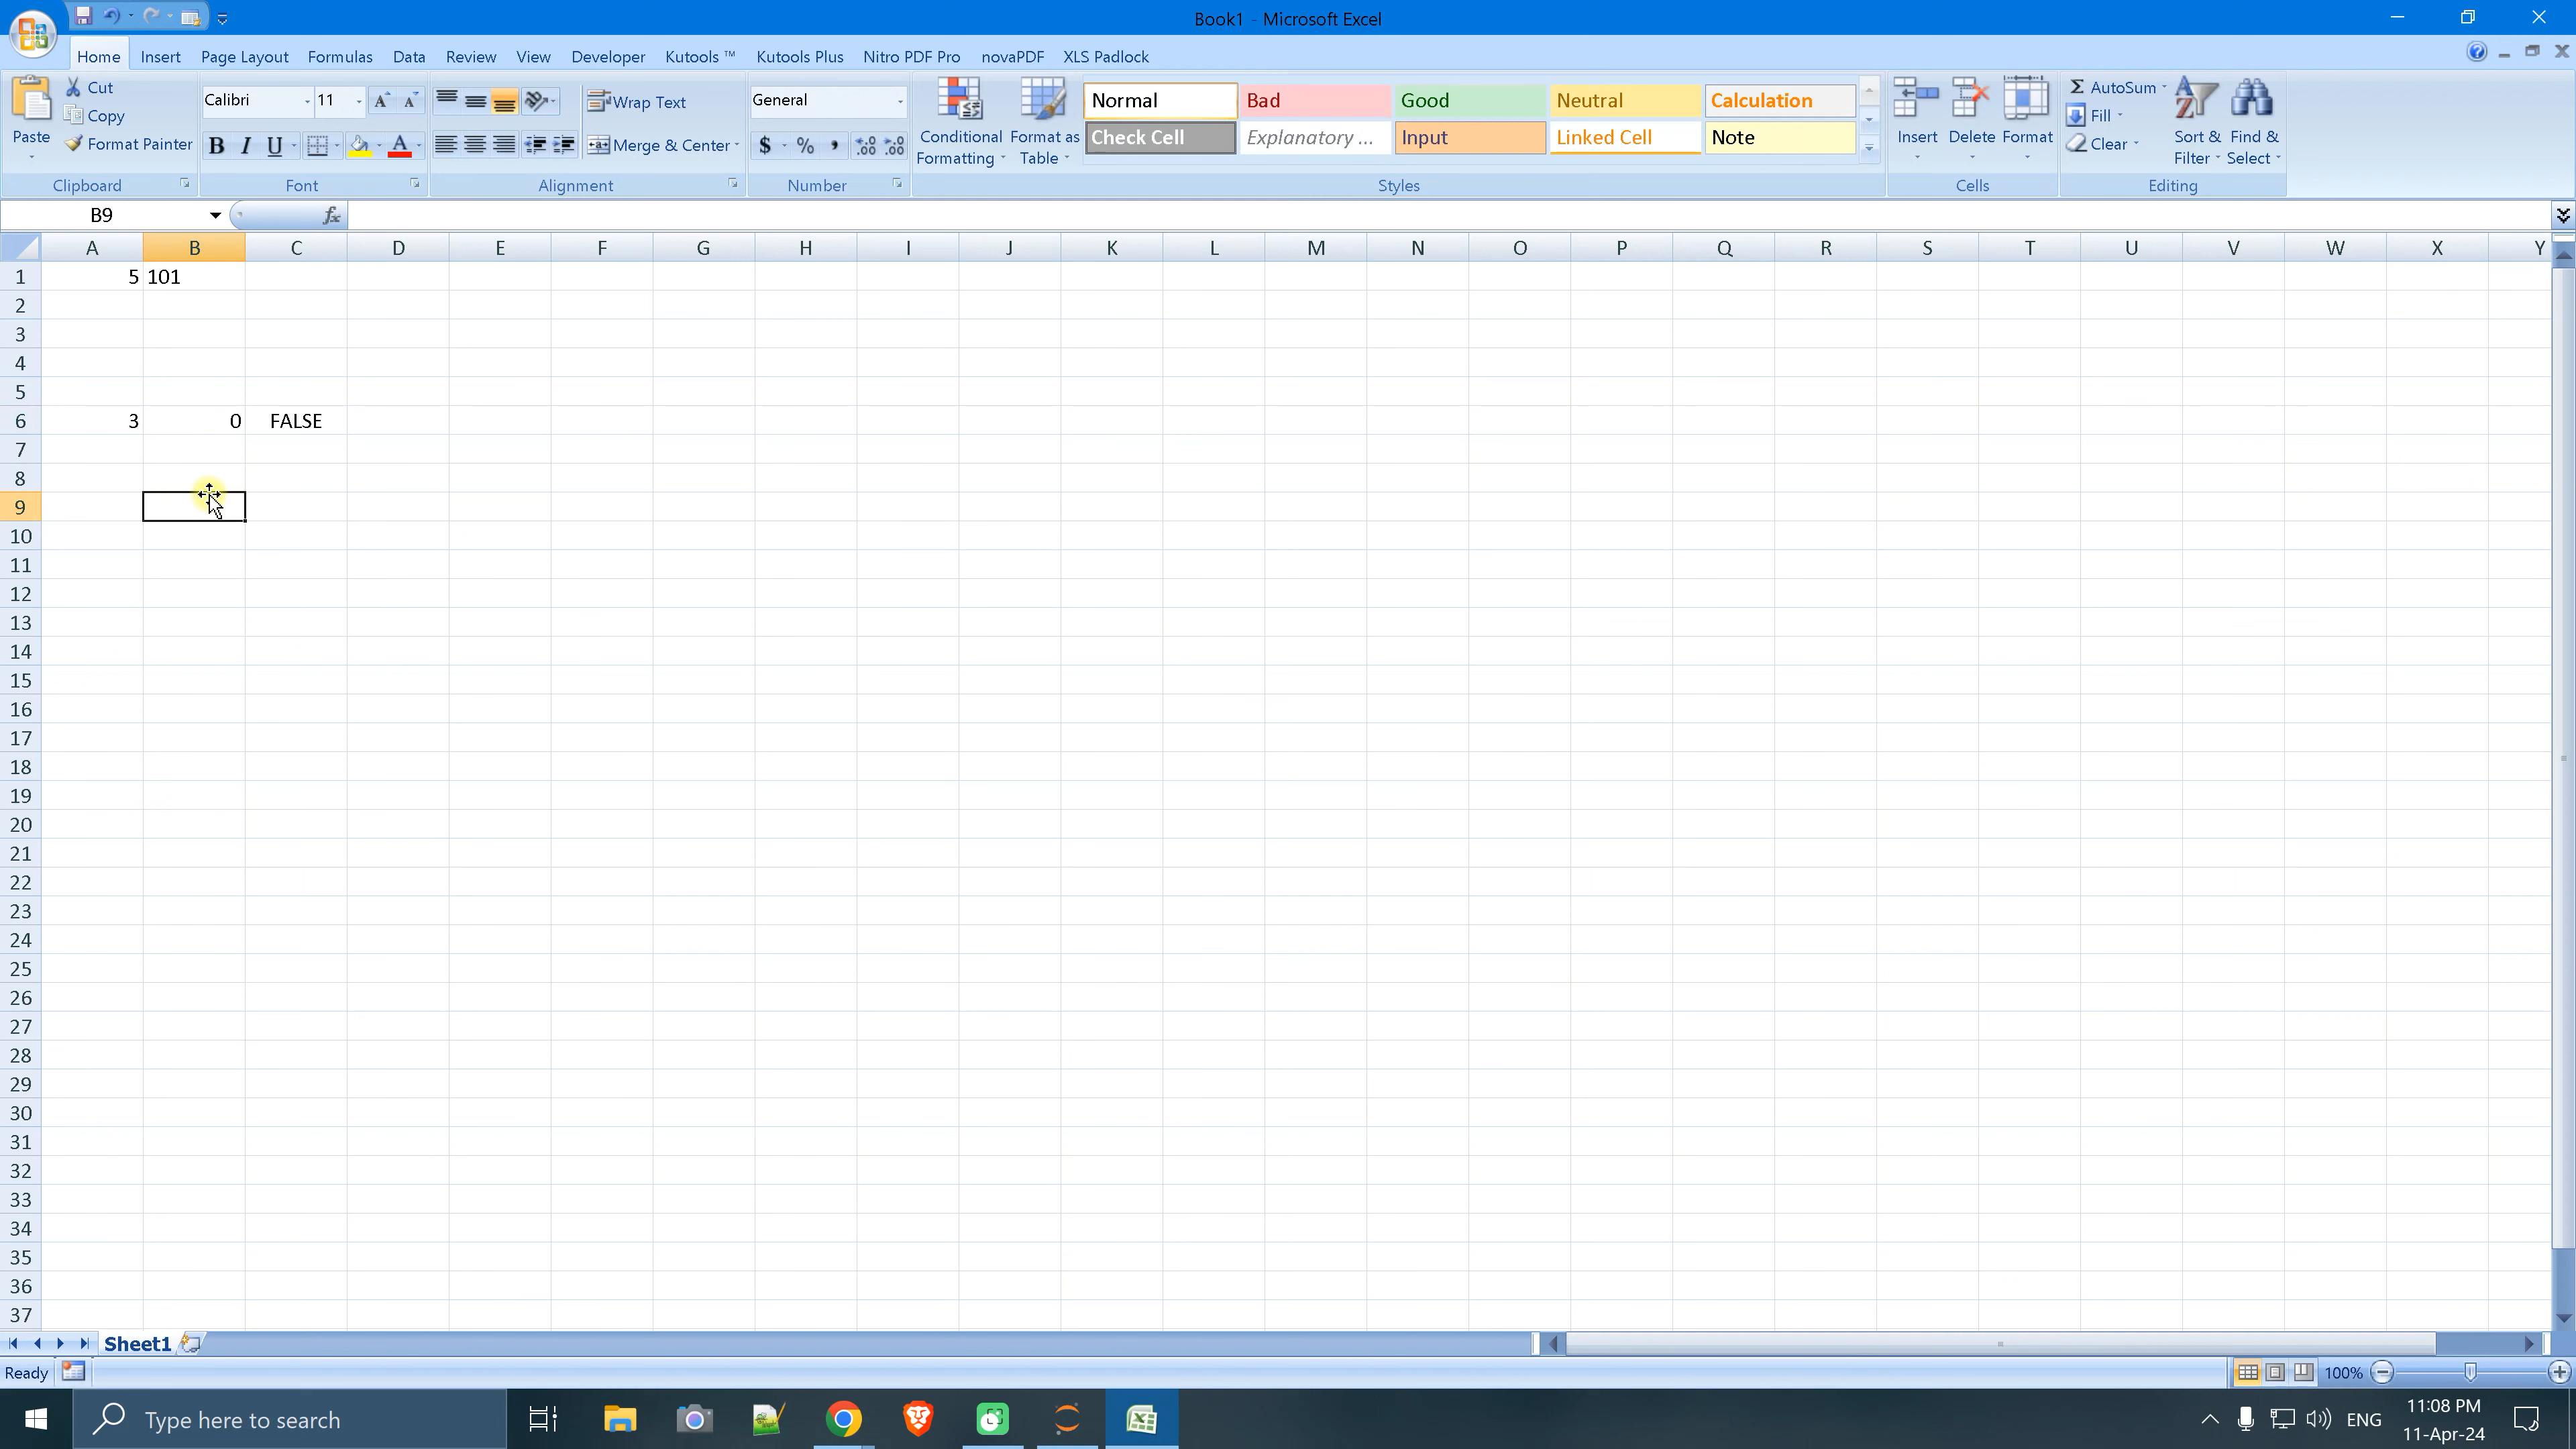 Book1 - Microsoft Excel
Home Insert Page Layout Formulas Data Review View Developer Kutools ™ Kutools Plus Nitro PDF Pro novaPDF XLS Padlock
Paste Cut Copy Format Painter
Calibri 11
B I U A
Wrap Text
Merge & Center
General
$ % ,
Conditional Formatting Format as Table
Normal Bad Good Neutral Calculation
Check Cell Explanatory ... Input Linked Cell Note
Insert Delete Format
Σ AutoSum Fill Clear
Sort & Filter Find & Select
Clipboard Font Alignment Number Styles Cells Editing
B9 fx
A B C D E F G H I J K L M N O P Q R S T U V W X Y
1 5 101
2
3
4
5
6 3 0 FALSE
7
8
9
10
11
12
13
14
15
16
17
18
19
20
21
22
23
24
25
26
27
28
29
30
31
32
33
34
35
36
37
Sheet1
Ready 100%
Type here to search ENG 11:08 PM
11-Apr-24